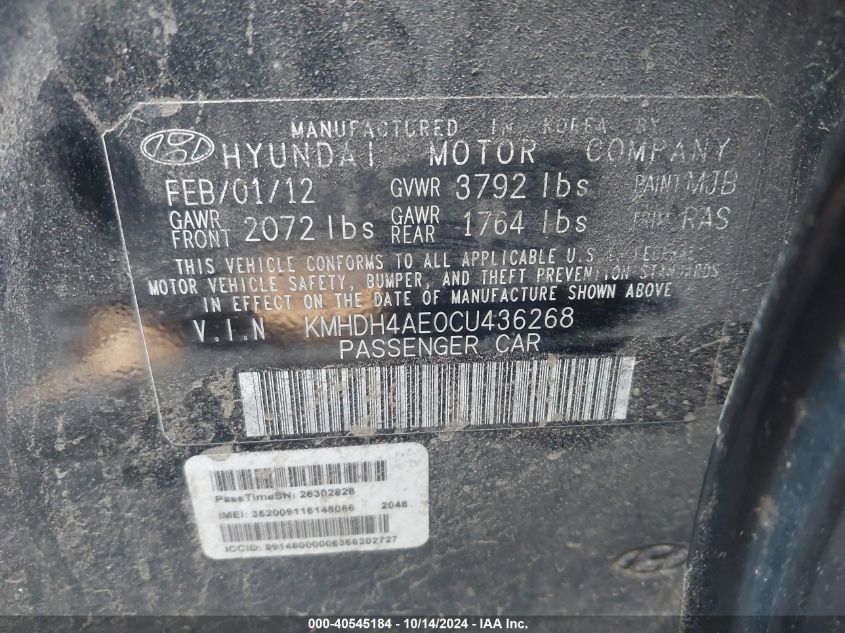 MANUFACTURED IN KOREA BY
HYUNDAI MOTOR COMPANY
FEB/01/12 GVWR 3792 lbs PAINT MJB
GAWR FRONT 2072 lbs GAWR REAR 1764 lbs TRIM RAS
THIS VEHICLE CONFORMS TO ALL APPLICABLE U.S. FEDERAL
MOTOR VEHICLE SAFETY, BUMPER, AND THEFT PREVENTION STANDARDS
IN EFFECT ON THE DATE OF MANUFACTURE SHOWN ABOVE
V.I.N KMHDH4AE0CU436268
PASSENGER CAR
PassTimeSN: 26302828
IMEI: 352009116148066 2048
ICCID: 89148000006366202727
000-40545184 - 10/14/2024 - IAA Inc.